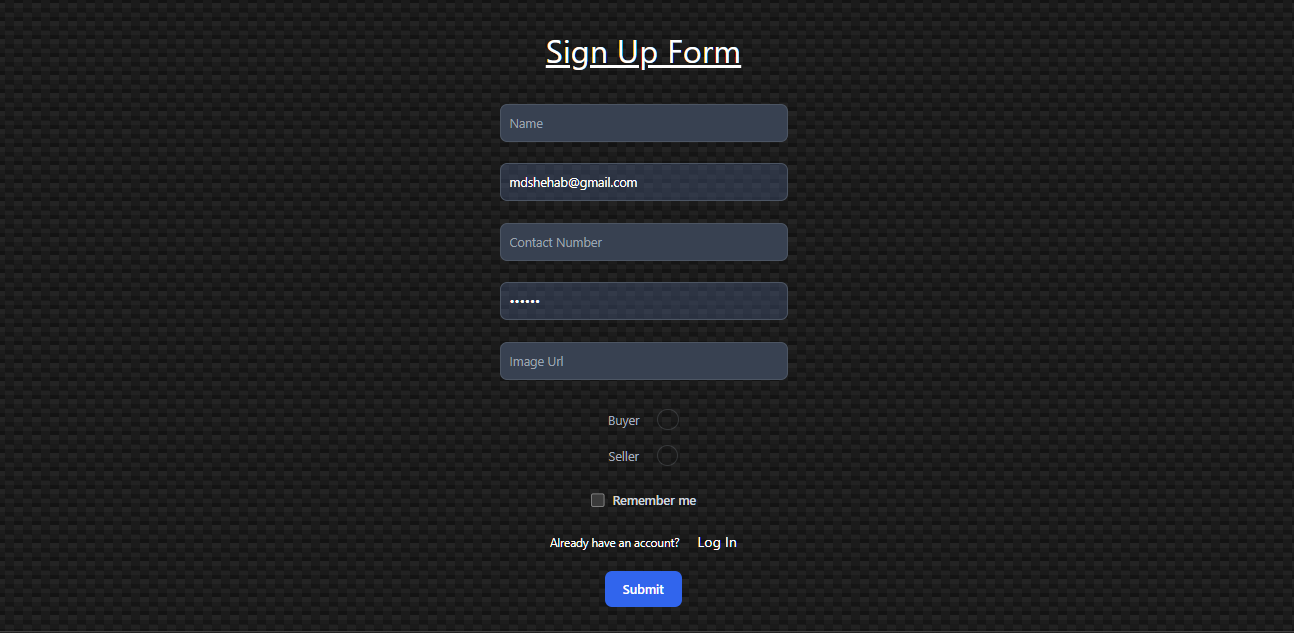 Sign Up Form
Name
mdshehab@gmail.com
Contact Number
••••••
Image Url
Buyer
Seller
Remember me
Already have an account? Log In
Submit